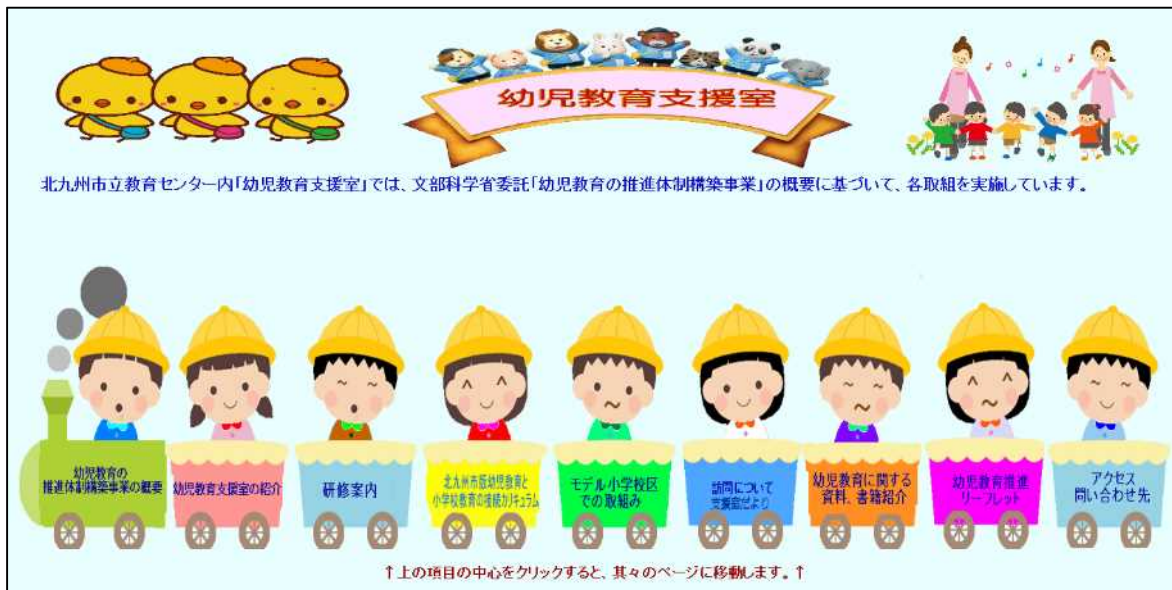 幼児教育支援室
北九州市立教育センター内「幼児教育支援室」では、文部科学省委託「幼児教育の推進体制構築事業」の概要に基づいて、各取組を実施しています。
幼児教育の
推進体制構築事業の概要
幼児教育支援室の紹介
研修案内
北九州市版幼児教育と
小学校教育の接続カリキュラム
モデル小学校区
での取組み
訪問について
支援室だより
幼児教育に関する
資料、書籍紹介
幼児教育推進
リーフレット
アクセス
問い合わせ先
↑上の項目の中心をクリックすると、其々のページに移動します。↑